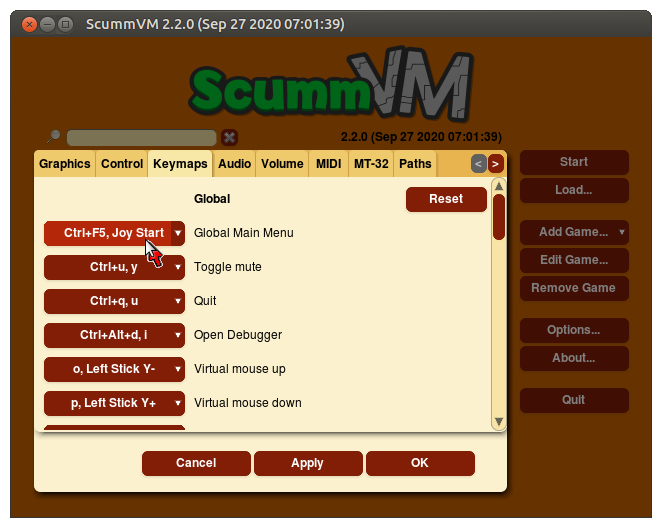 ScummVM 2.2.0 (Sep 27 2020 07:01:39)
ScummVM
2.2.0 (Sep 27 2020 07:01:39)
Graphics Control Keymaps Audio Volume MIDI MT-32 Paths < >
Global Reset
Ctrl+F5, Joy Start Global Main Menu
Ctrl+u, y Toggle mute
Ctrl+q, u Quit
Ctrl+Alt+d, i Open Debugger
o, Left Stick Y- Virtual mouse up
p, Left Stick Y+ Virtual mouse down
Cancel Apply OK
Start
Load...
Add Game...
Edit Game...
Remove Game
Options...
About...
Quit